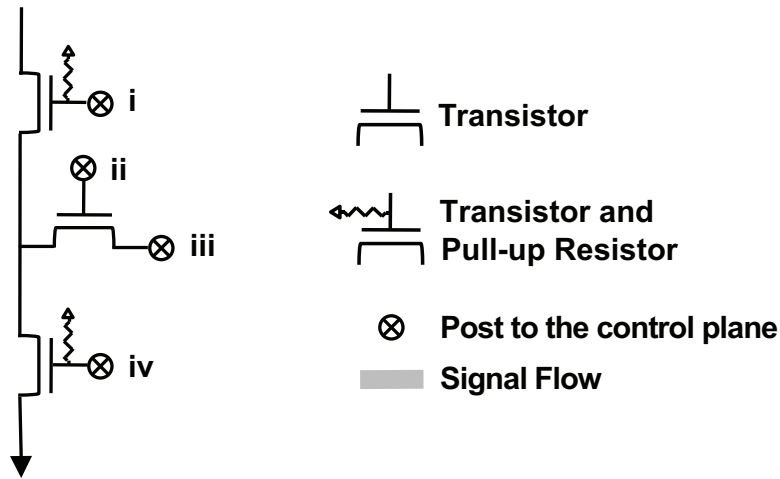 i
ii
iii
iv
Transistor
Transistor and
Pull-up Resistor
Post to the control plane
Signal Flow